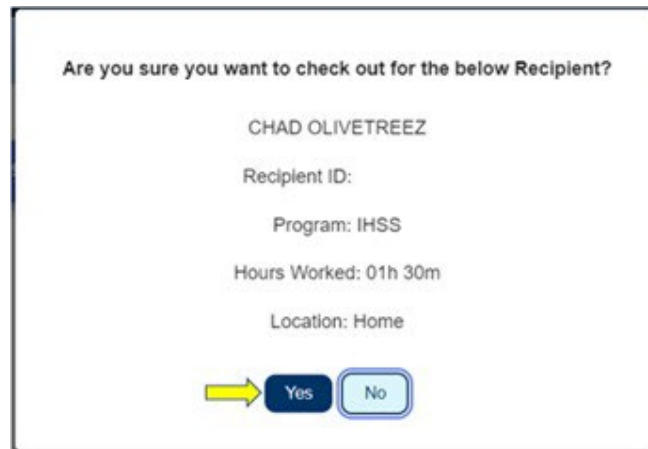 Are you sure you want to check out for the below Recipient?
CHAD OLIVETREEZ
Recipient ID:
Program: IHSS
Hours Worked: 01h 30m
Location: Home
Yes No